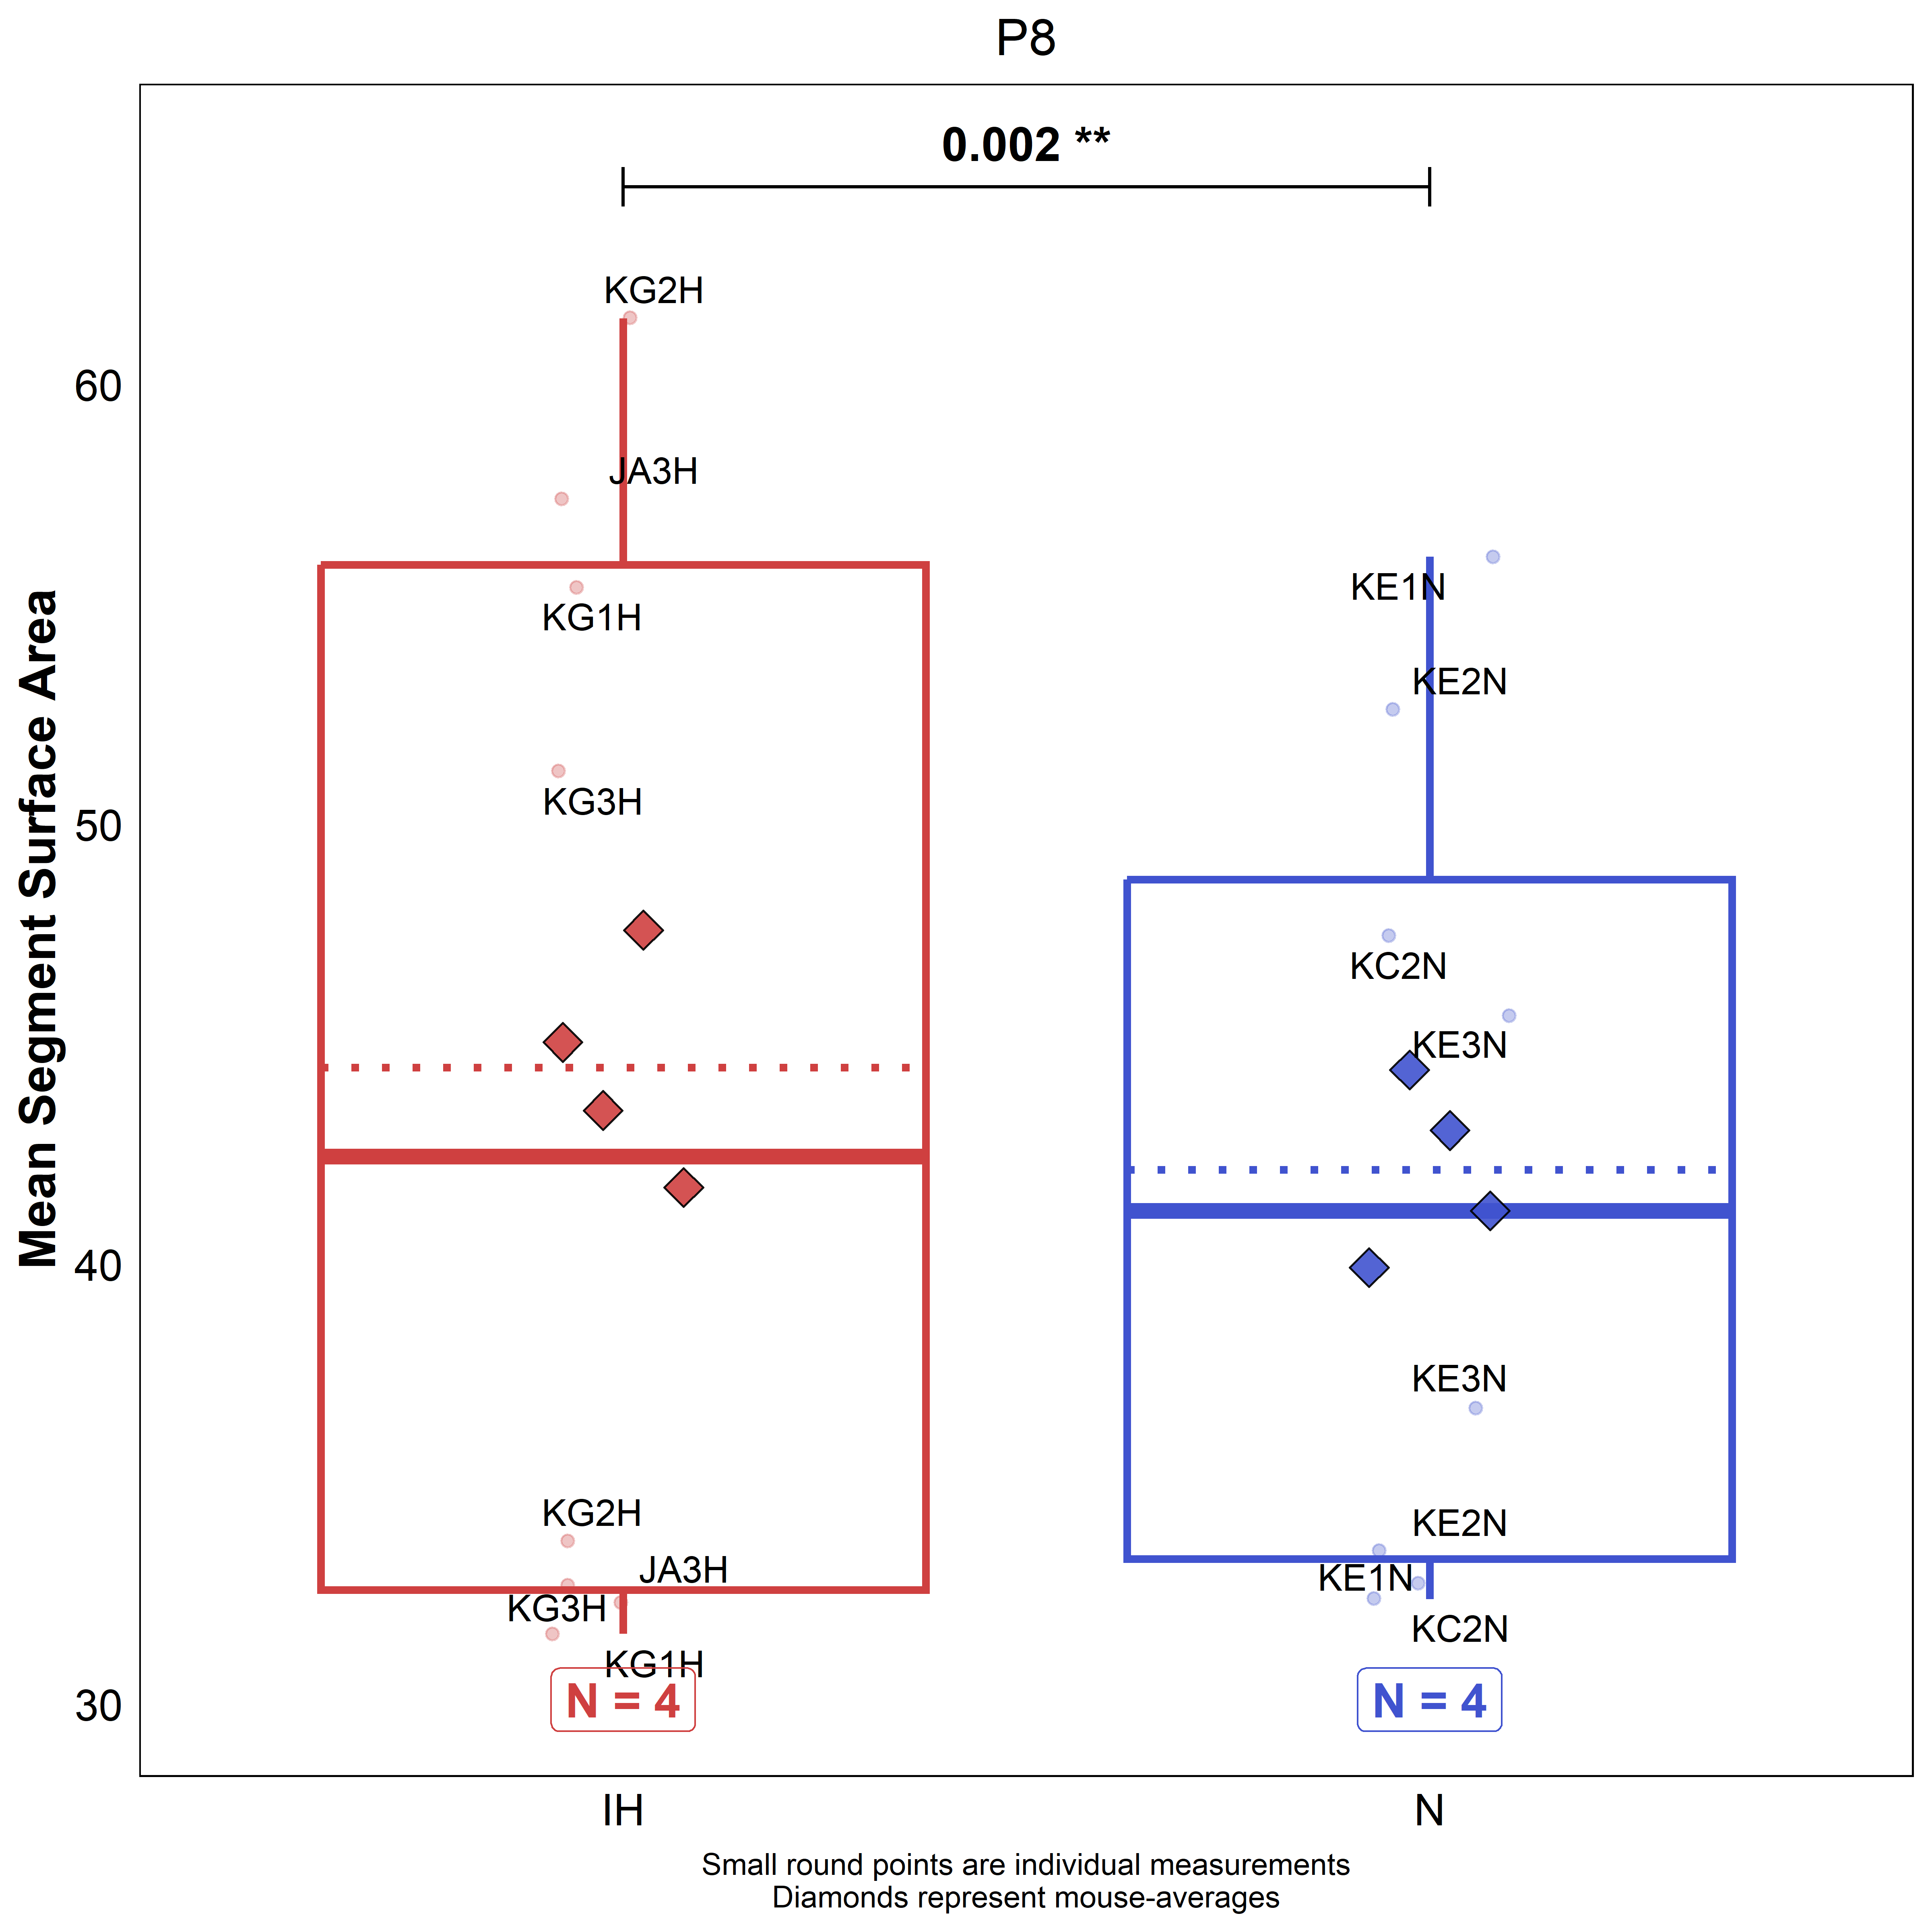 P8
0.002 **
KG2H
60
JA3H
KE1N
KG1H
KE2N
KG3H
50
KC2N
KE3N
Mean Segment Surface Area
40
KE3N
KG2H
KE2N
JA3H
KE1N
KG3H
KC2N
KG1H
30
N = 4
N = 4
IH
N
Small round points are individual measurements
Diamonds represent mouse-averages